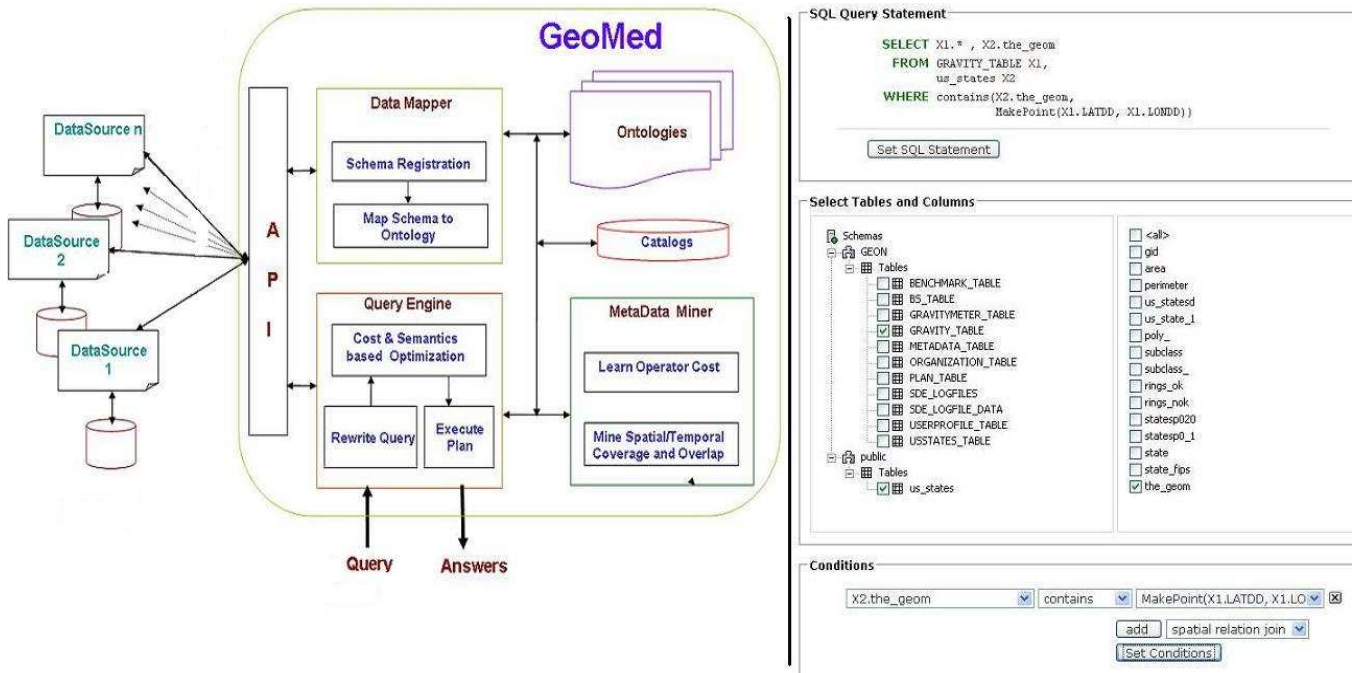 GeoMed
DataSource n
DataSource
2
DataSource
1
A
P
I
Data Mapper
Schema Registration
Map Schema to
Ontology
Ontologies
Catalogs
Query Engine
Cost & Semantics
based Optimization
Rewrite Query
Execute
Plan
MetaData Miner
Learn Operator Cost
Mine Spatial/Temporal
Coverage and Overlap
Query
Answers
SQL Query Statement
SELECT X1.* , X2.the_geom
FROM GRAVITY_TABLE X1,
us_states X2
WHERE contains(X2.the_geom,
MakePoint(X1.LATDD, X1.LONDD))
Set SQL Statement
Select Tables and Columns
Schemas
GEON
Tables
BENCHMARK_TABLE
BS_TABLE
GRAVITYMETER_TABLE
GRAVITY_TABLE
METADATA_TABLE
ORGANIZATION_TABLE
PLAN_TABLE
SDE_LOGFILES
SDE_LOGFILE_DATA
USERPROFILE_TABLE
USSTATES_TABLE
public
Tables
us_states
<all>
gid
area
perimeter
us_statesd
us_state_1
poly_
subclass
subclass_
rings_ok
rings_nok
statesp020
statesp0_1
state
state_fips
the_geom
Conditions
X2.the_geom contains MakePoint(X1.LATDD, X1.LO
add spatial relation join
Set Conditions